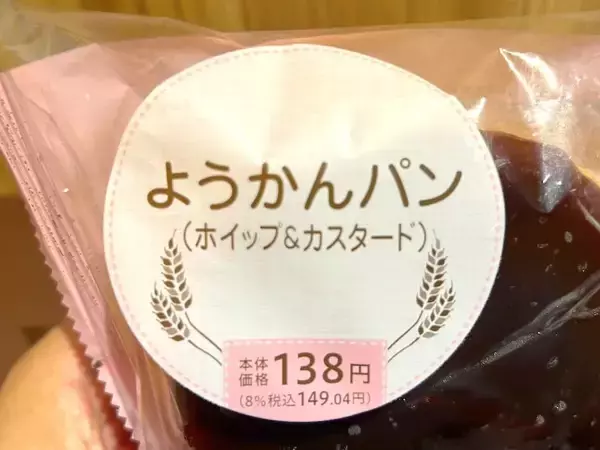 ようかんパン
(ホイップ&カスタード)
本体価格 138円
(8%税込149.04円)